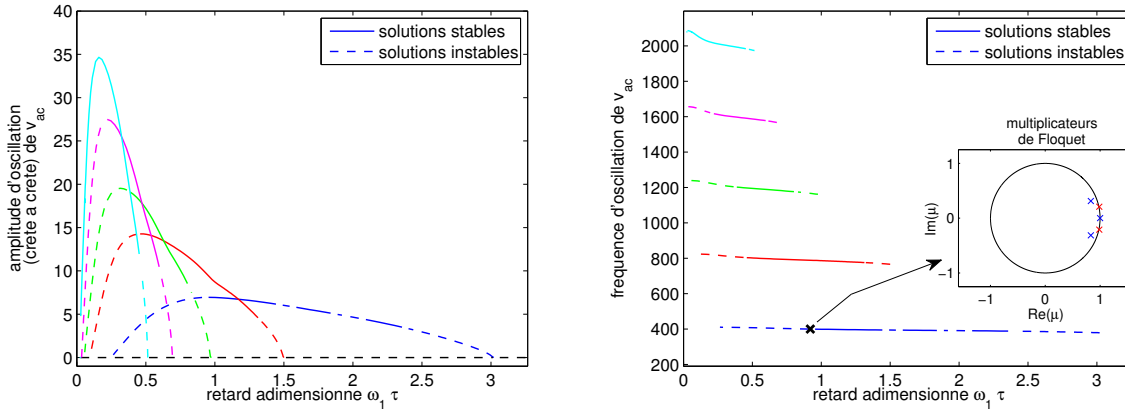 40
35
30
25
20
15
10
5
0
amplitude d'oscillation
(crete a crete) de v_ac
0 0.5 1 1.5 2 2.5 3
retard adimensionne ω_1 τ
solutions stables
solutions instables
2000
1800
1600
1400
1200
1000
800
600
400
200
frequence d'oscillation de v_ac
0 0.5 1 1.5 2 2.5 3
retard adimensionne ω_1 τ
solutions stables
solutions instables
multiplicateurs
de Floquet
1
0
−1
Im(μ)
−1 0 1
Re(μ)